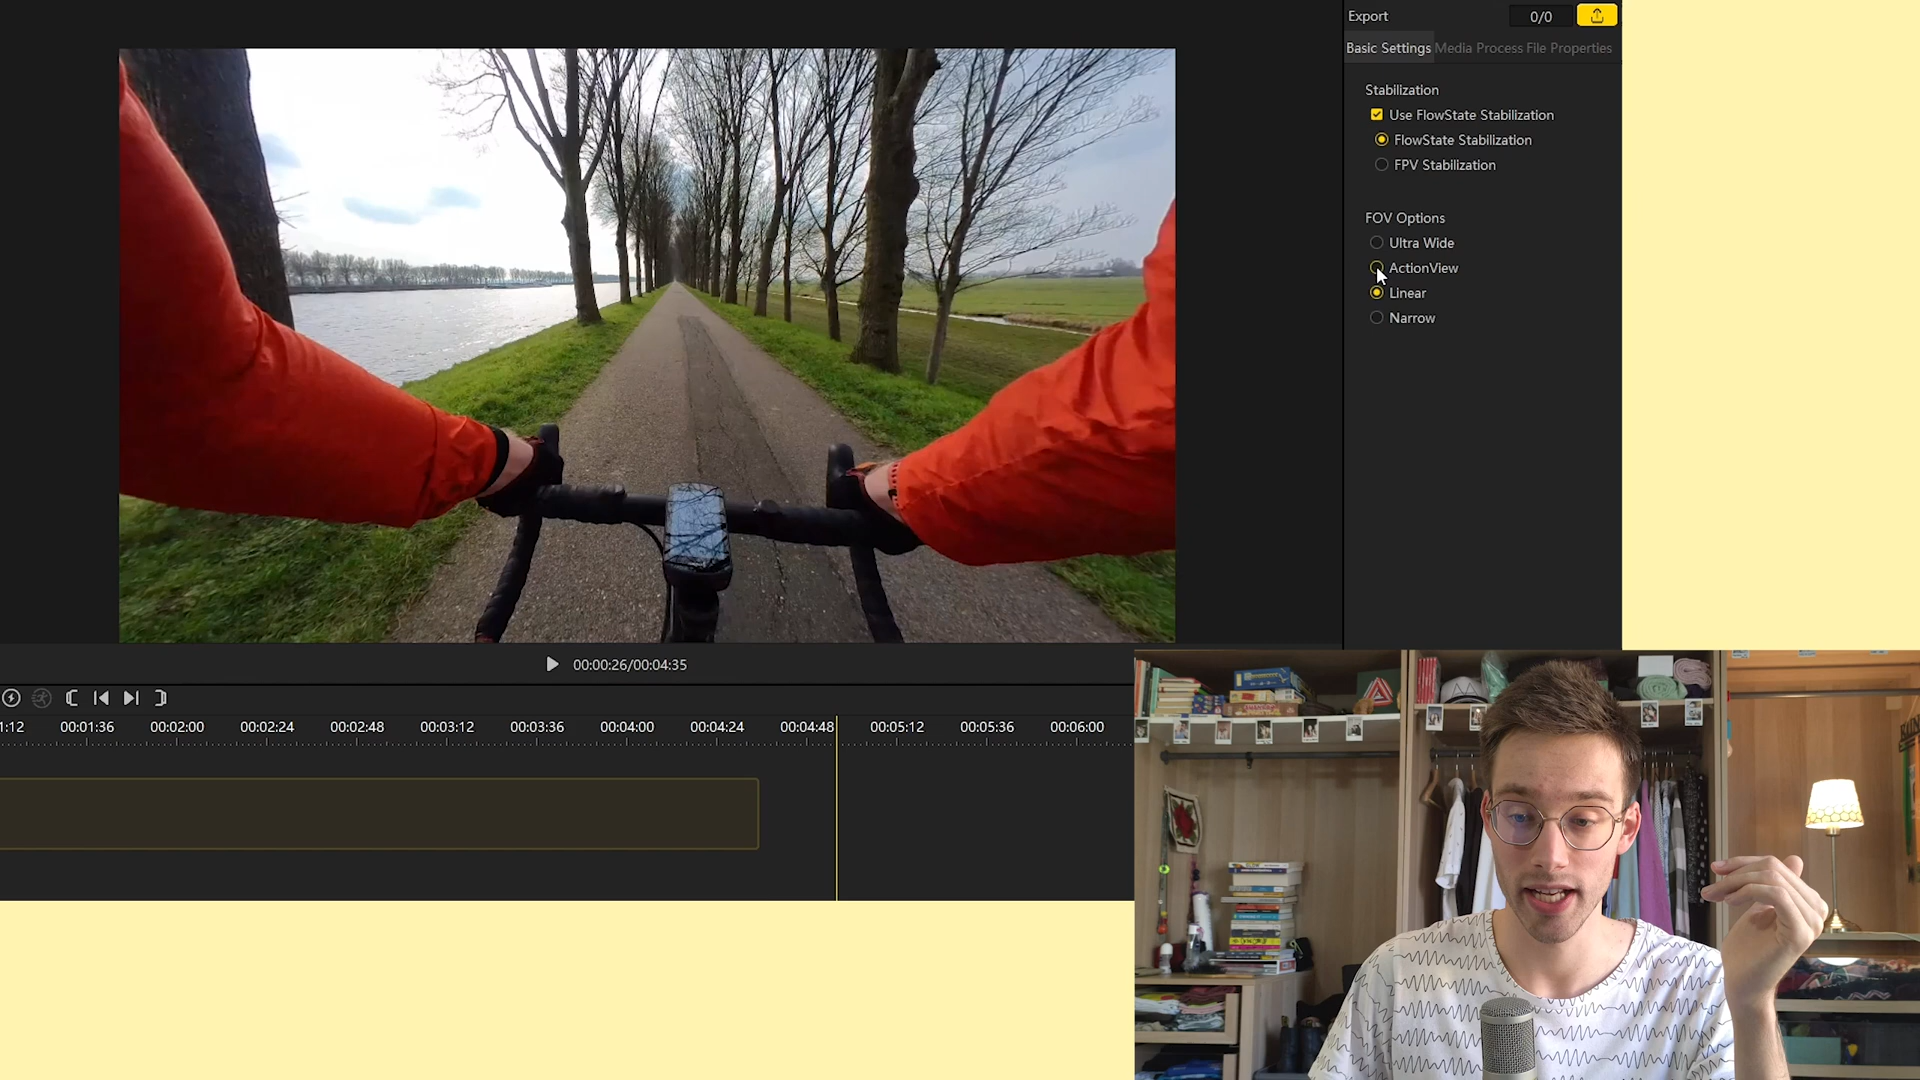 Export
0/0
Basic Settings Media Process File Properties
Stabilization
Use FlowState Stabilization
FlowState Stabilization
FPV Stabilization
FOV Options
Ultra Wide
ActionView
Linear
Narrow
00:00:26/00:04:35
1:12 00:01:36 00:02:00 00:02:24 00:02:48 00:03:12 00:03:36 00:04:00 00:04:24 00:04:48 00:05:12 00:05:36 00:06:00